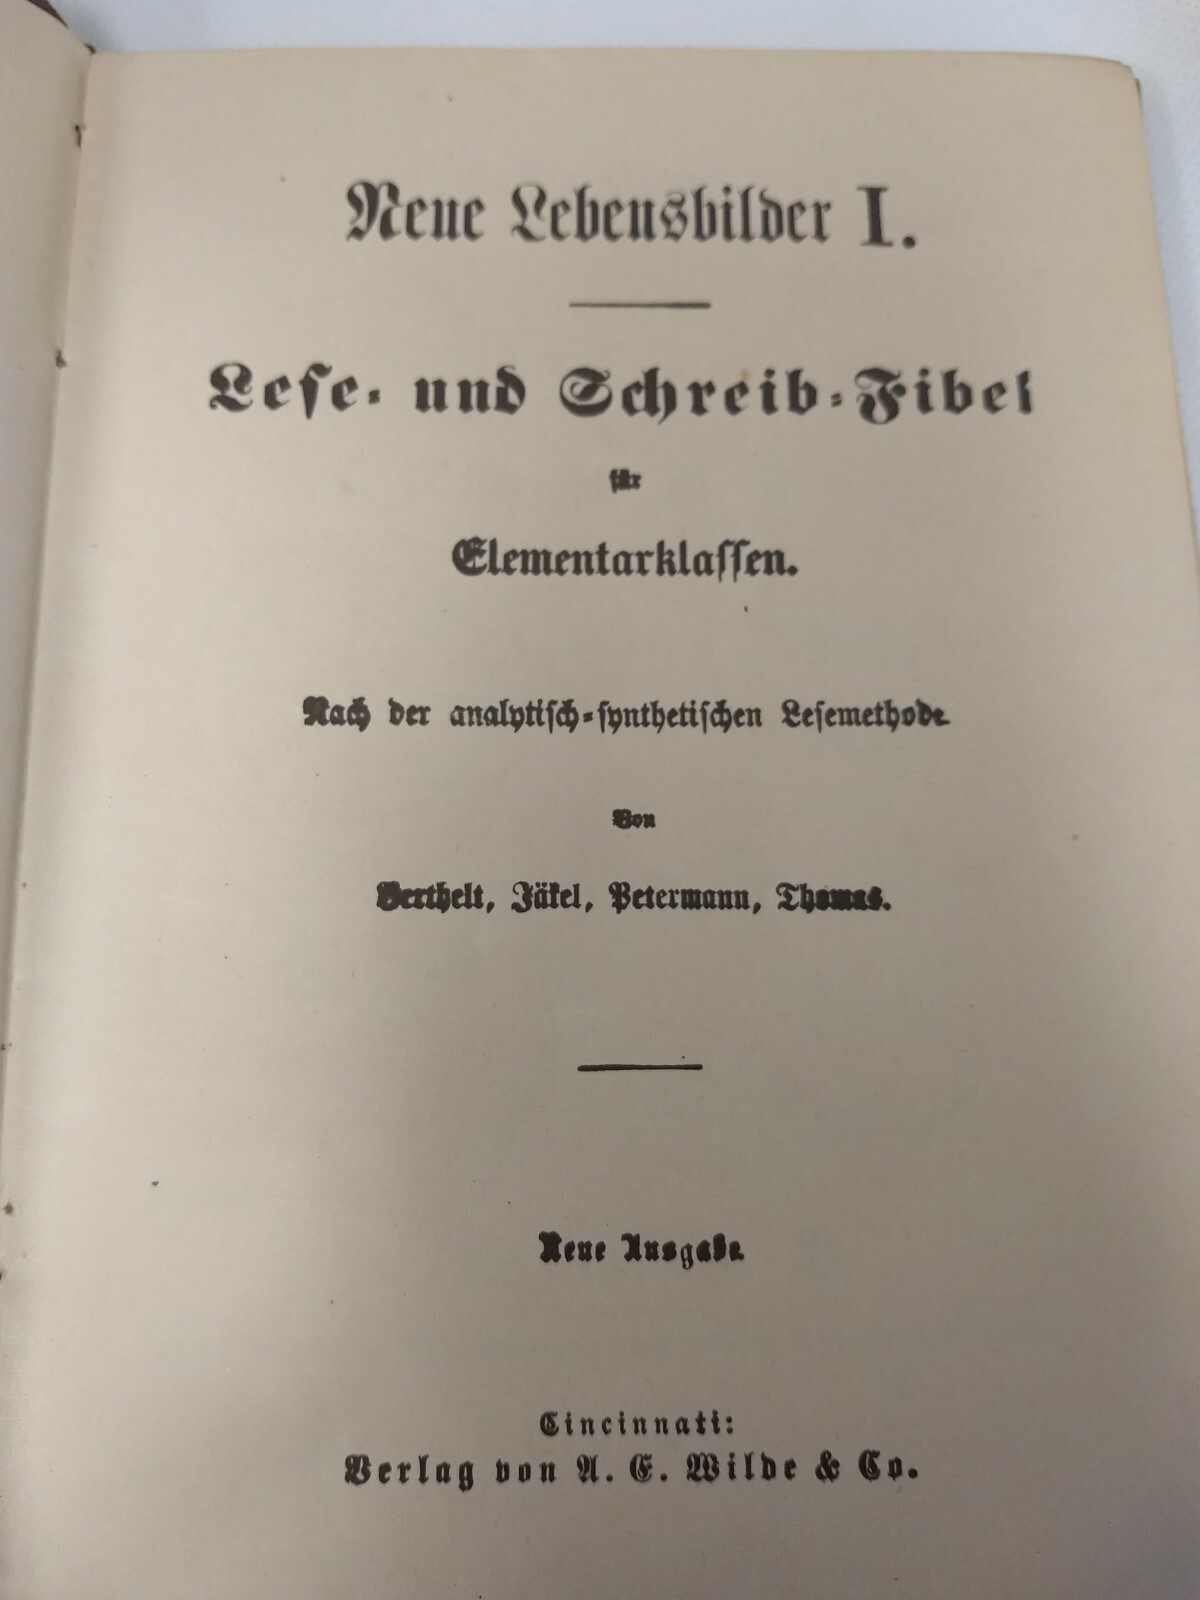 Neue Lebensbilder I.
Lese- und Schreib-Fibel
für
Elementarklassen.
Nach der analytisch-synthetischen Lesemethode
Von
Berthelt, Jäkel, Petermann, Thomas.
Neue Ausgabe
Cincinnati:
Verlag von A. E. Wilde & Co.